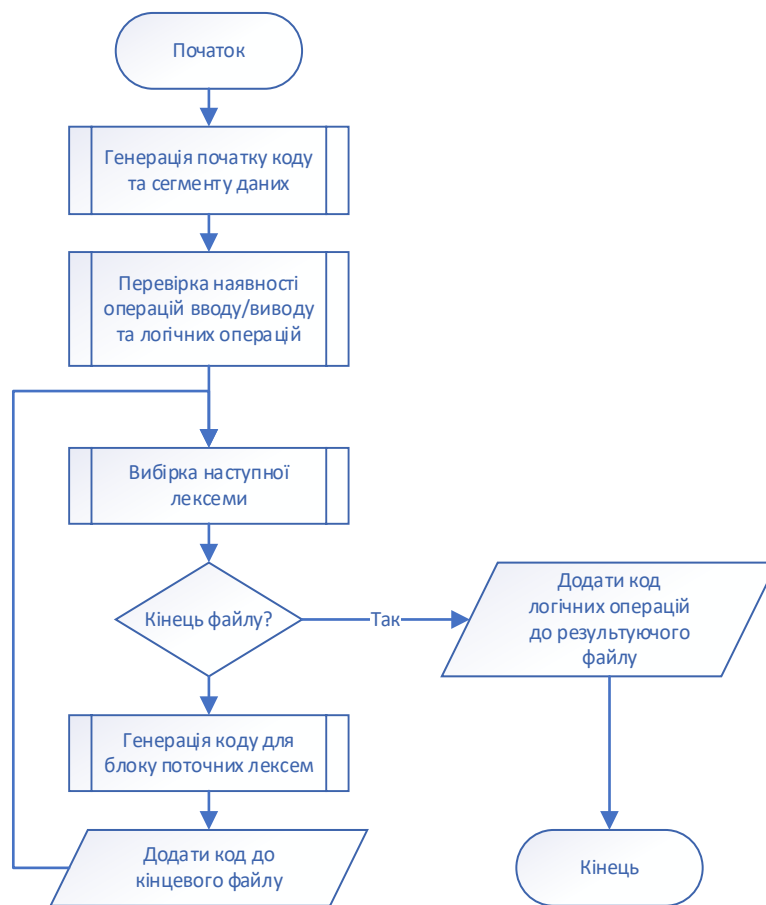 Початок
Генерація початку коду
та сегменту даних
Перевірка наявності
операцій вводу/виводу
та логічних операцій
Вибірка наступної
лексеми
Кінець файлу?
Так
Додати код
логічних операцій
до результуючого
файлу
Генерація коду для
блоку поточних лексем
Додати код до
кінцевого файлу
Кінець